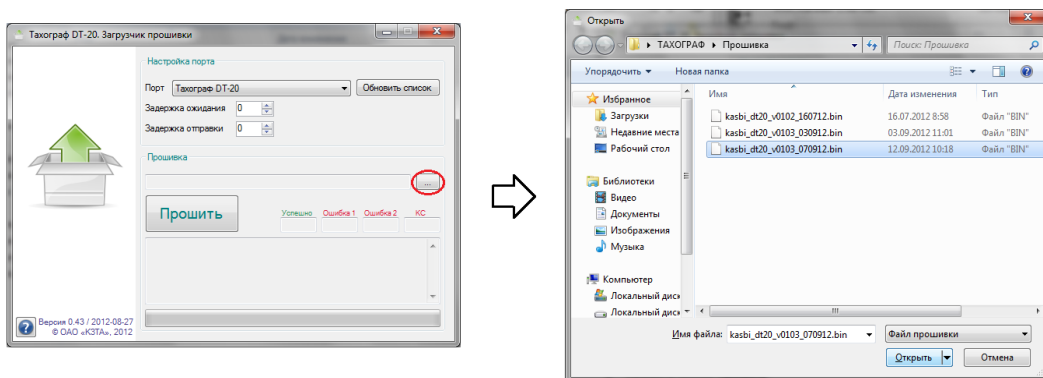 Тахограф DT-20. Загрузчик прошивки
Настройка порта
Порт Тахограф DT-20 Обновить список
Задержка ожидания 0
Задержка отправки 0
Прошивка
...
Прошить Успешно Ошибка 1 Ошибка 2 КС
Версия 0.43 / 2012-08-27
© ОАО «КЗТА», 2012
Открыть
ТАХОГРАФ Прошивка Поиск: Прошивка
Упорядочить Новая папка
Избранное
Загрузки
Недавние места
Рабочий стол
Библиотеки
Видео
Документы
Изображения
Музыка
Компьютер
Локальный диск
Локальный диск
Имя Дата изменения Тип
kasbi_dt20_v0102_160712.bin 16.07.2012 8:58 Файл "BIN"
kasbi_dt20_v0103_030912.bin 03.09.2012 11:01 Файл "BIN"
kasbi_dt20_v0103_070912.bin 12.09.2012 10:18 Файл "BIN"
Имя файла: kasbi_dt20_v0103_070912.bin Файл прошивки
Открыть Отмена